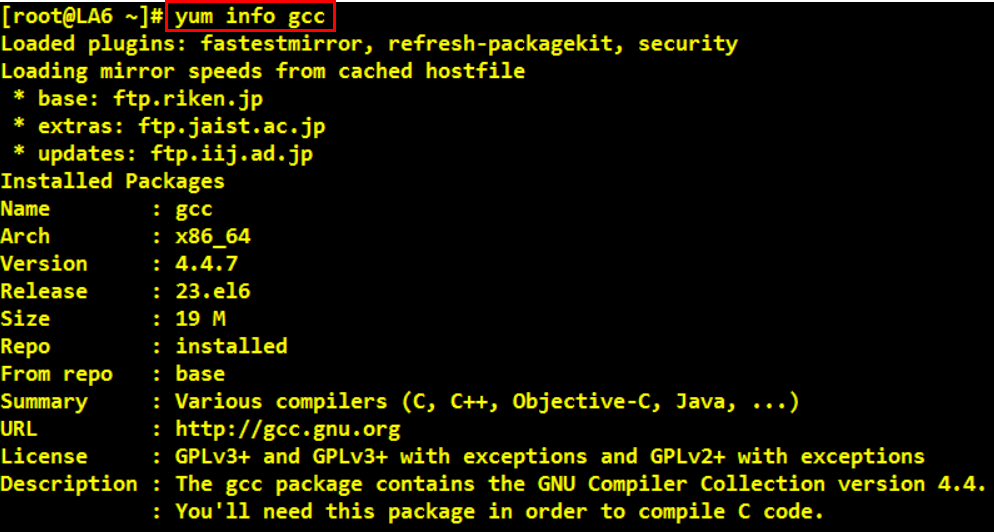 [root@LA6 ~]# yum info gcc
Loaded plugins: fastestmirror, refresh-packagekit, security
Loading mirror speeds from cached hostfile
 * base: ftp.riken.jp
 * extras: ftp.jaist.ac.jp
 * updates: ftp.iij.ad.jp
Installed Packages
Name        : gcc
Arch        : x86_64
Version     : 4.4.7
Release     : 23.el6
Size        : 19 M
Repo        : installed
From repo   : base
Summary     : Various compilers (C, C++, Objective-C, Java, ...)
URL         : http://gcc.gnu.org
License     : GPLv3+ and GPLv3+ with exceptions and GPLv2+ with exceptions
Description : The gcc package contains the GNU Compiler Collection version 4.4.
            : You'll need this package in order to compile C code.